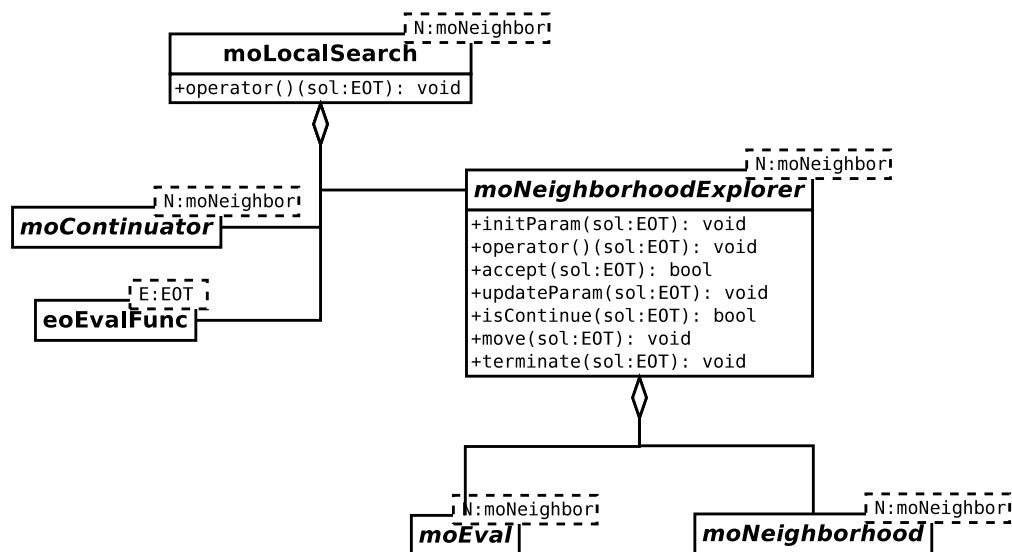 N:moNeighbor
moLocalSearch
+operator()(sol:EOT): void
N:moNeighbor
moNeighborhoodExplorer
+initParam(sol:EOT): void
+operator()(sol:EOT): void
+accept(sol:EOT): bool
+updateParam(sol:EOT): void
+isContinue(sol:EOT): bool
+move(sol:EOT): void
+terminate(sol:EOT): void
N:moNeighbor
moContinuator
E:EOT
eoEvalFunc
N:moNeighbor
moEval
N:moNeighbor
moNeighborhood